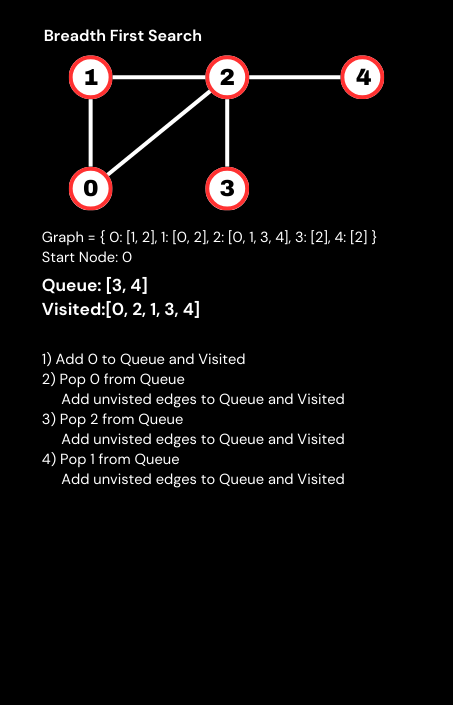 Breadth First Search
1 2 4
0 3
Graph = { 0: [1, 2], 1: [0, 2], 2: [0, 1, 3, 4], 3: [2], 4: [2] }
Start Node: 0
Queue: [3, 4]
Visited:[0, 2, 1, 3, 4]
1) Add 0 to Queue and Visited
2) Pop 0 from Queue
Add unvisted edges to Queue and Visited
3) Pop 2 from Queue
Add unvisted edges to Queue and Visited
4) Pop 1 from Queue
Add unvisted edges to Queue and Visited